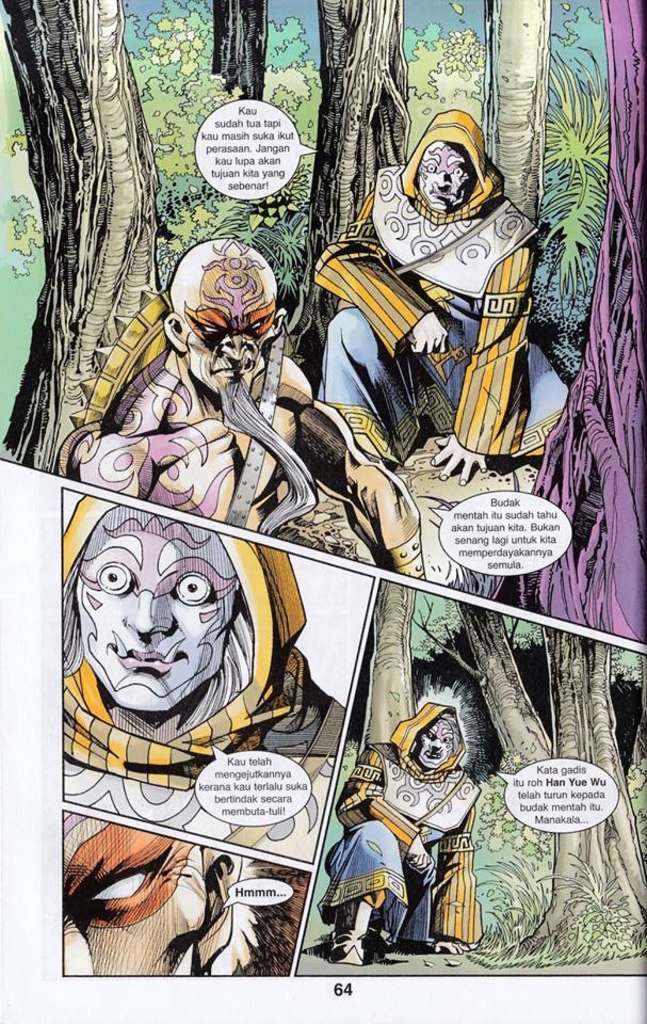 Kau
sudah tua tapi
kau masih suka ikut
perasaan. Jangan
kau lupa akan
tujuan kita yang
sebenar!
Budak
mentah itu sudah tahu
akan tujuan kita. Bukan
senang lagi untuk kita
memperdayakannya
semula.
Kau telah
mengejutkannya
kerana kau terlalu suka
bertindak secara
membuta-tuli!
Hmmm...
Kata gadis
itu roh Han Yue Wu
telah turun kepada
budak mentah itu.
Manakala...
64